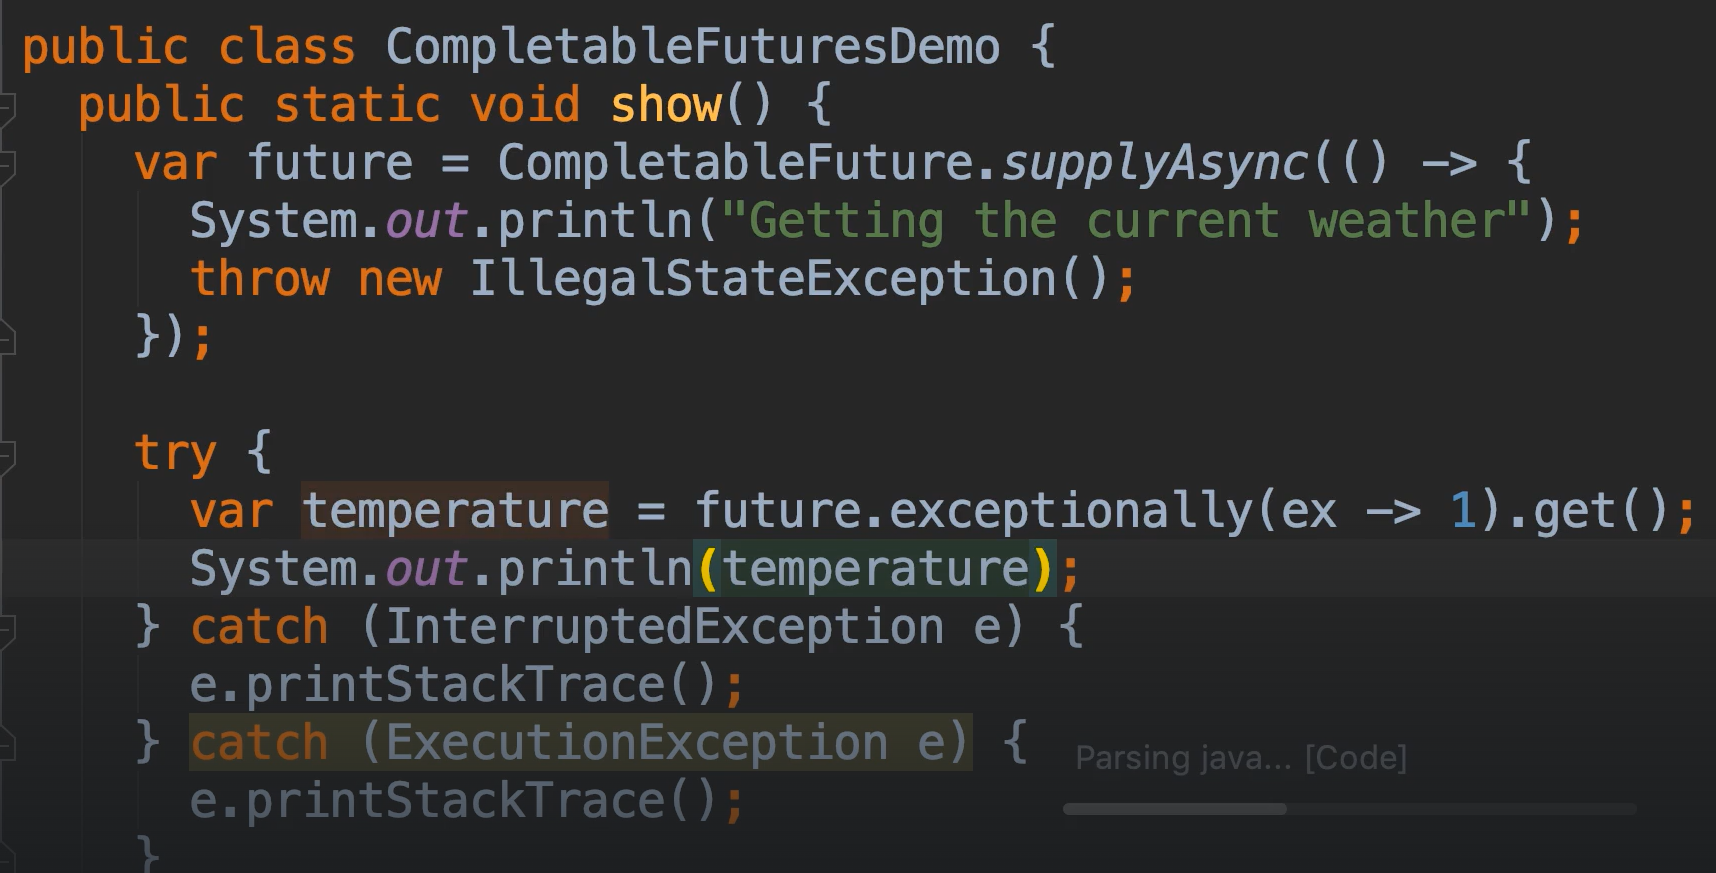 public class CompletableFuturesDemo {
public static void show() {
var future = CompletableFuture.supplyAsync(() -> {
System.out.println("Getting the current weather");
throw new IllegalStateException();
});
try {
var temperature = future.exceptionally(ex -> 1).get();
System.out.println(temperature);
} catch (InterruptedException e) {
e.printStackTrace();
} catch (ExecutionException e) {
Parsing java... [Code]
e.printStackTrace();
}